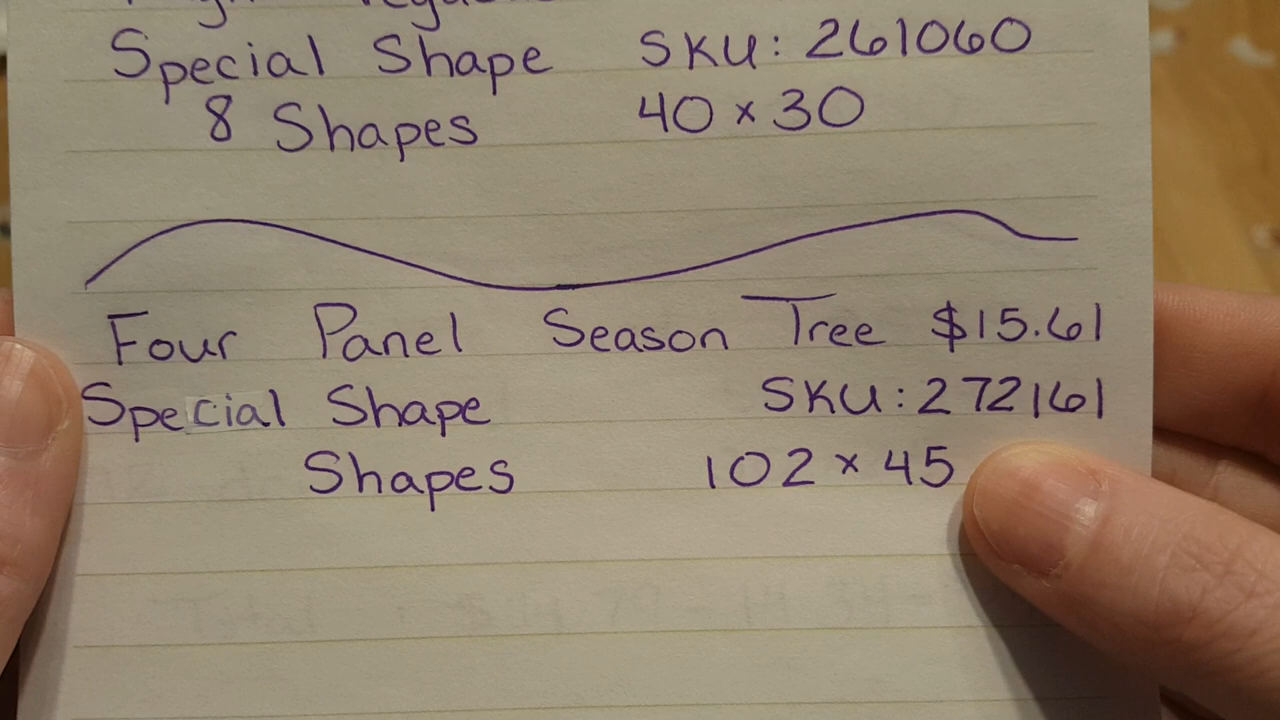 Special Shape SKU: 261060
8 Shapes 40 x 30
Four Panel Season Tree $15.61
Special Shape SKU: 272161
Shapes 102 x 45